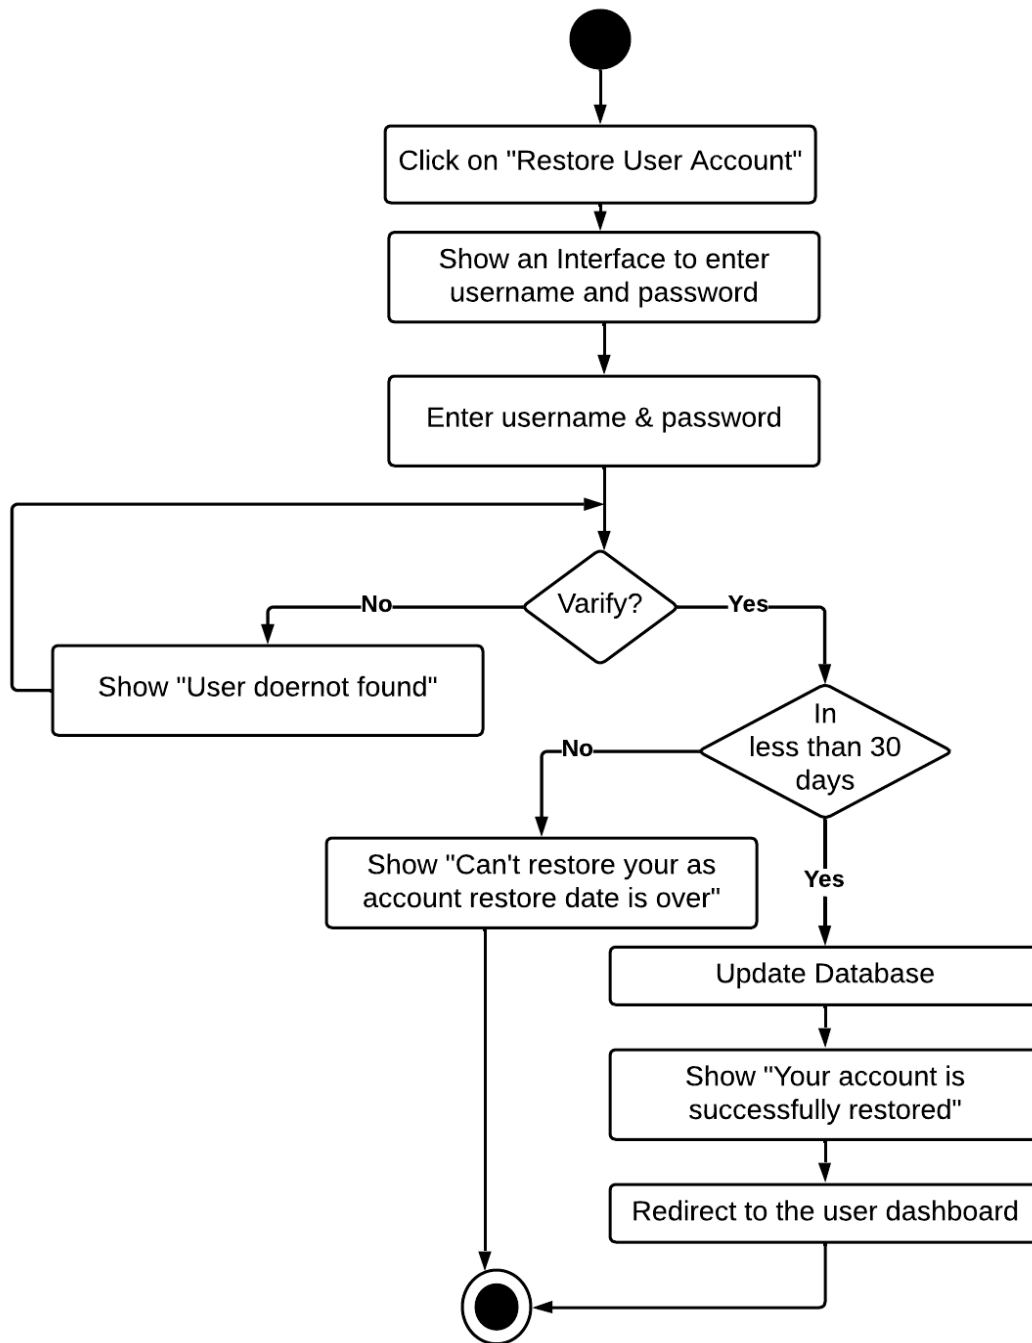 Click on "Restore User Account"
Show an Interface to enter
username and password
Enter username & password
Varify?
No
Yes
Show "User doernot found"
In
less than 30
days
No
Yes
Show "Can't restore your as
account restore date is over"
Update Database
Show "Your account is
successfully restored"
Redirect to the user dashboard